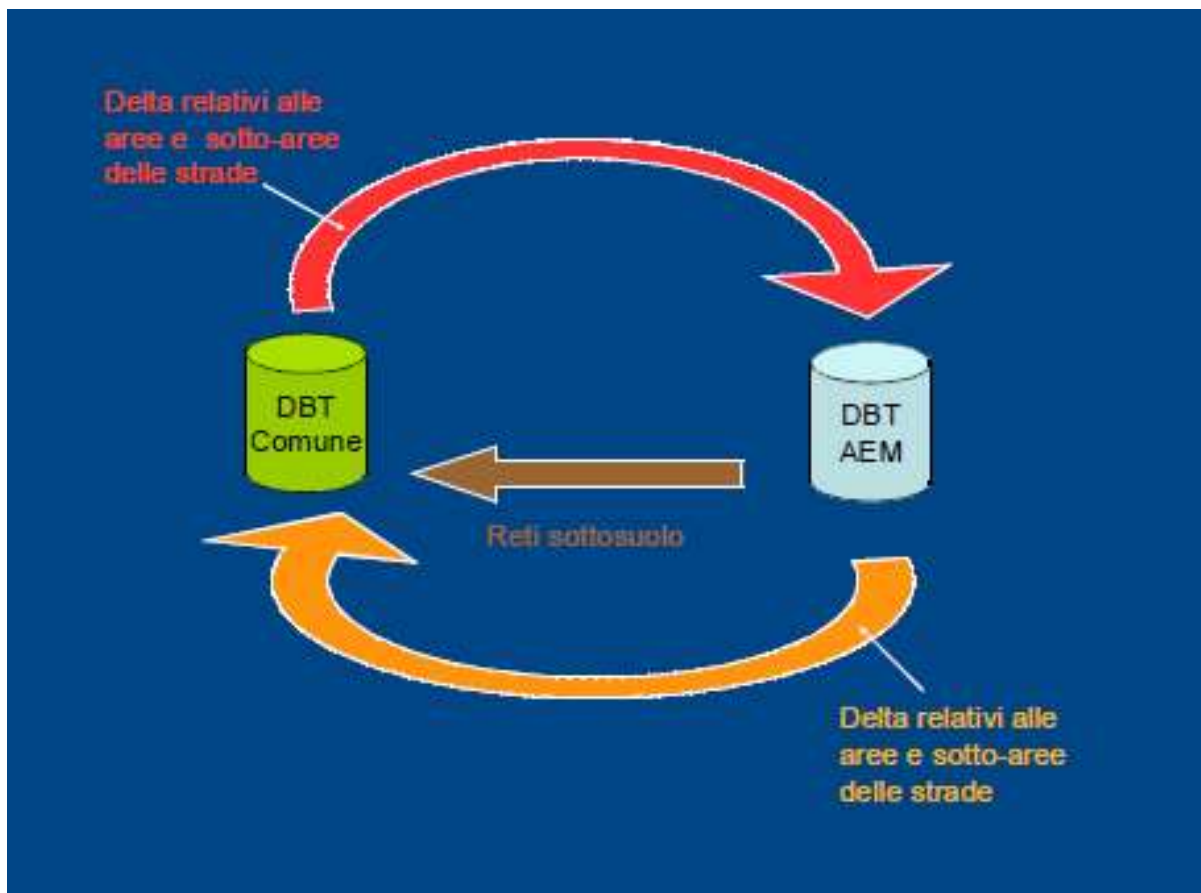 Delta relativi alle
aree e sotto-aree
delle strade
DBT
Comune
DBT
AEM
Reti sottosuolo
Delta relativi alle
aree e sotto-aree
delle strade